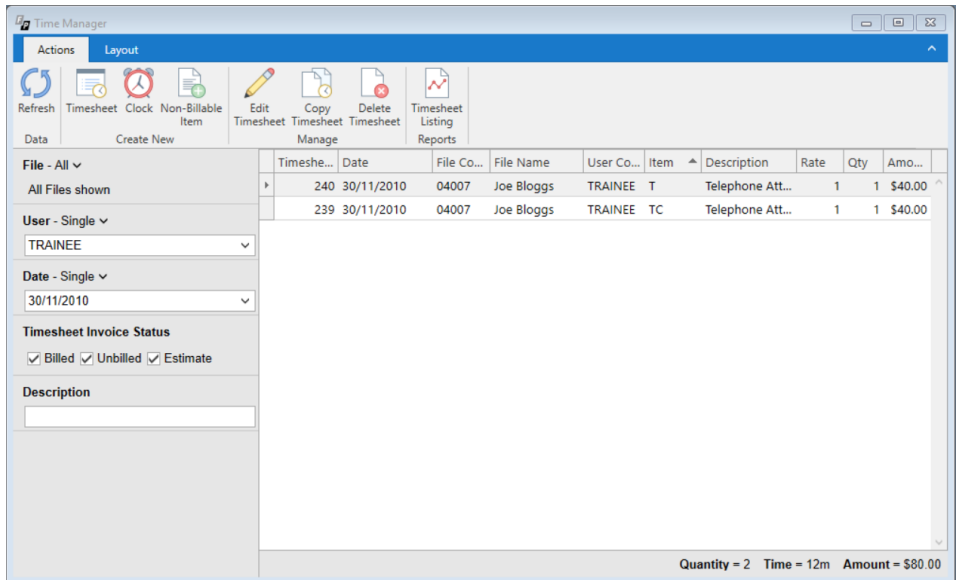 Time Manager
Actions Layout
Refresh Timesheet Clock Non-Billable Item Edit Timesheet Copy Timesheet Delete Timesheet Timesheet Listing
Data Create New Manage Reports
File - All
All Files shown
User - Single
TRAINEE
Date - Single
30/11/2010
Timesheet Invoice Status
Billed Unbilled Estimate
Description
Timeshe... Date File Co... File Name User Co... Item Description Rate Qty Amo...
240 30/11/2010 04007 Joe Bloggs TRAINEE T Telephone Att... 1 1 $40.00
239 30/11/2010 04007 Joe Bloggs TRAINEE TC Telephone Att... 1 1 $40.00
Quantity = 2 Time = 12m Amount = $80.00